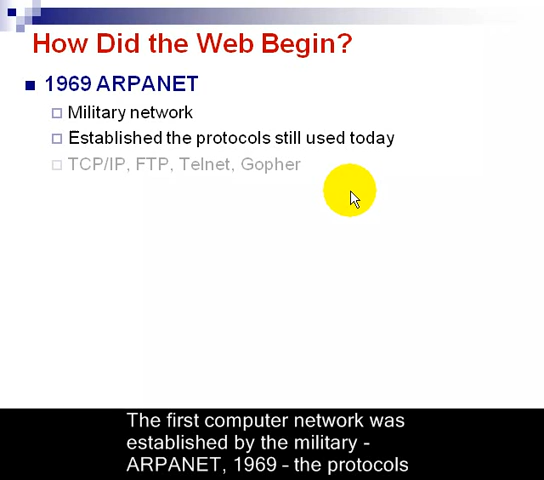 How Did the Web Begin?
1969 ARPANET
Military network
Established the protocols still used today
TCP/IP, FTP, Telnet, Gopher
The first computer network was
established by the military -
ARPANET, 1969 - the protocols